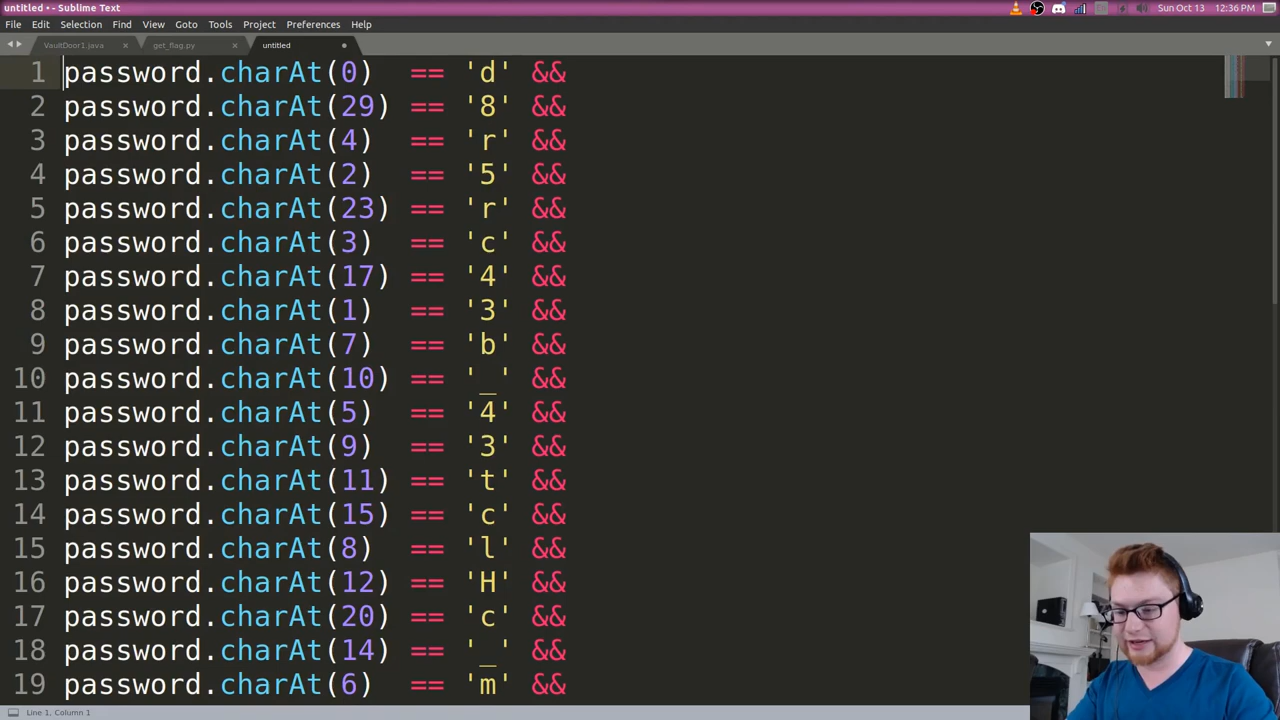 untitled • - Sublime Text
Sun Oct 13 12:36 PM
File Edit Selection Find View Goto Tools Project Preferences Help
VaultDoor1.java × get_flag.py × untitled
1 password.charAt(0) == 'd' &&
2 password.charAt(29) == '8' &&
3 password.charAt(4) == 'r' &&
4 password.charAt(2) == '5' &&
5 password.charAt(23) == 'r' &&
6 password.charAt(3) == 'c' &&
7 password.charAt(17) == '4' &&
8 password.charAt(1) == '3' &&
9 password.charAt(7) == 'b' &&
10 password.charAt(10) == '_' &&
11 password.charAt(5) == '4' &&
12 password.charAt(9) == '3' &&
13 password.charAt(11) == 't' &&
14 password.charAt(15) == 'c' &&
15 password.charAt(8) == 'l' &&
16 password.charAt(12) == 'H' &&
17 password.charAt(20) == 'c' &&
18 password.charAt(14) == '_' &&
19 password.charAt(6) == 'm' &&
Line 1, Column 1